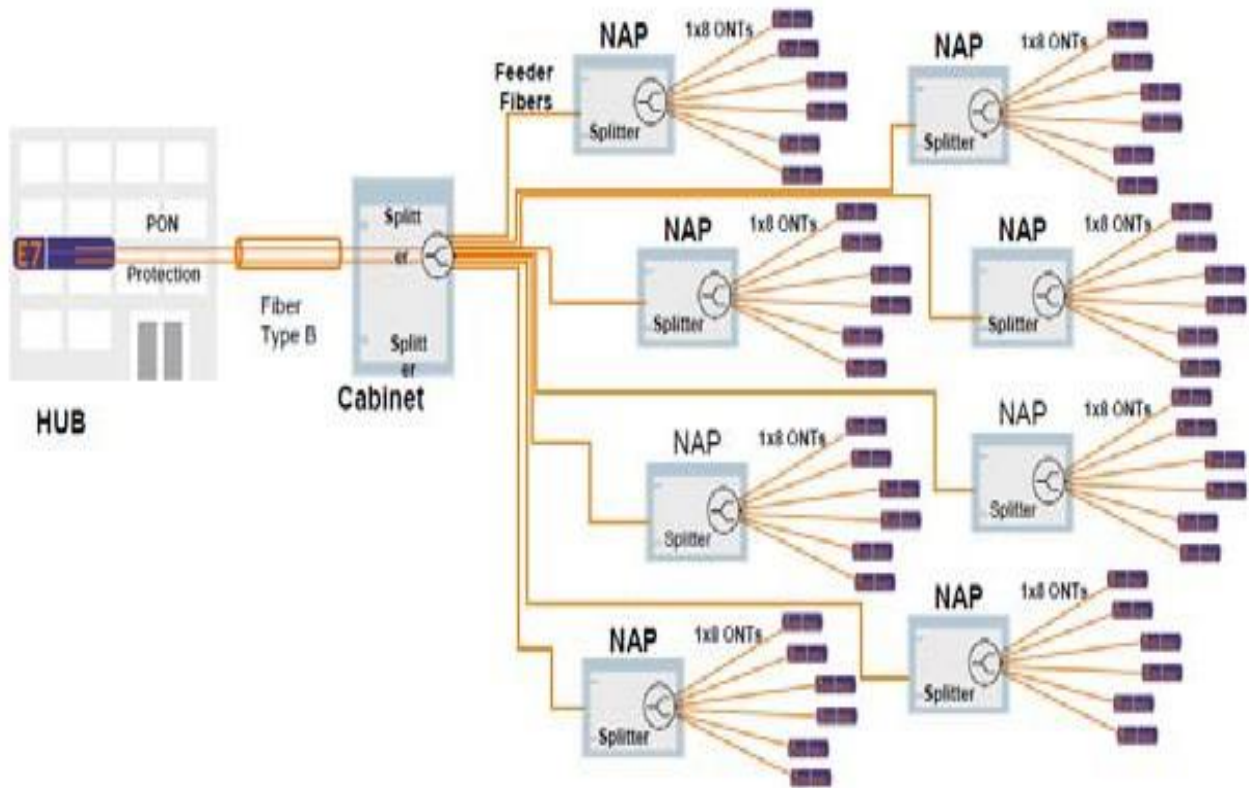 NAP
1x8 ONTs
Feeder
Fibers
Splitter
NAP
1x8 ONTs
Splitter
E7
PON
Protection
Fiber
Type B
HUB
Splitt
er
Splitt
er
Cabinet
NAP
1x8 ONTs
Splitter
NAP
1x8 ONTs
Splitter
NAP
1x8 ONTs
Splitter
NAP
1x8 ONTs
Splitter
NAP
1x8 ONTs
Splitter
NAP
1x8 ONTs
Splitter